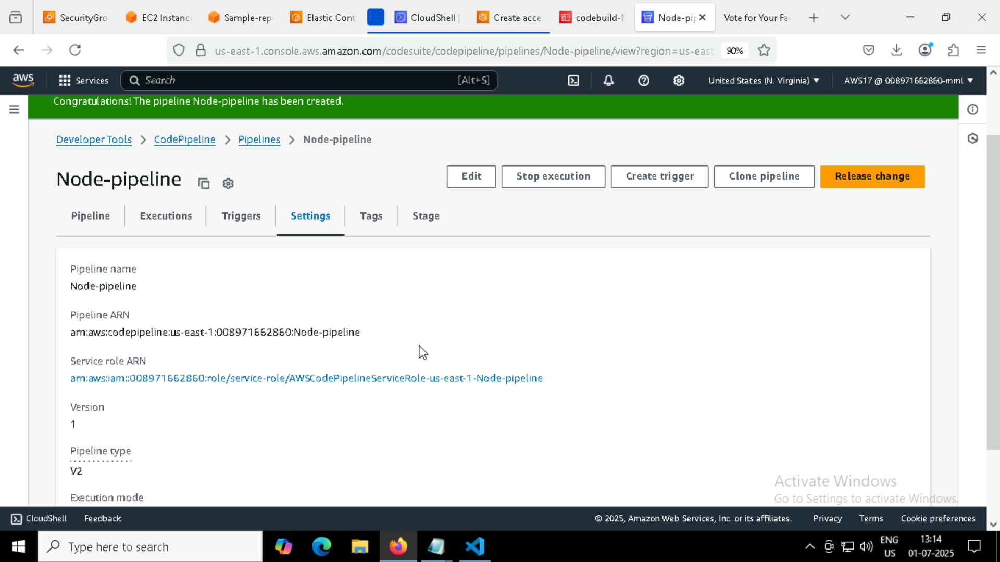 SecurityGro
EC2 Instanc
Sample-rep
Elastic Cont
CloudShell |
Create acce
codebuild-N
Node-pip
Vote for Your Fav
us-east-1.console.aws.amazon.com/codesuite/codepipeline/pipelines/Node-pipeline/view?region=us-east
90%
aws
Services
Search
[Alt+S]
United States (N. Virginia)
AWS17 @ 008971662860-mml
Congratulations! The pipeline Node-pipeline has been created.
Developer Tools
CodePipeline
Pipelines
Node-pipeline
Node-pipeline
Edit
Stop execution
Create trigger
Clone pipeline
Release change
Pipeline
Executions
Triggers
Settings
Tags
Stage
Pipeline name
Node-pipeline
Pipeline ARN
arn:aws:codepipeline:us-east-1:008971662860:Node-pipeline
Service role ARN
arn:aws:iam::008971662860:role/service-role/AWSCodePipelineServiceRole-us-east-1-Node-pipeline
Version
1
Pipeline type
V2
Execution mode
Activate Windows
Go to Settings to activate Windows.
CloudShell
Feedback
© 2025, Amazon Web Services, Inc. or its affiliates.
Privacy
Terms
Cookie preferences
Type here to search
ENG
US
13:14
01-07-2025